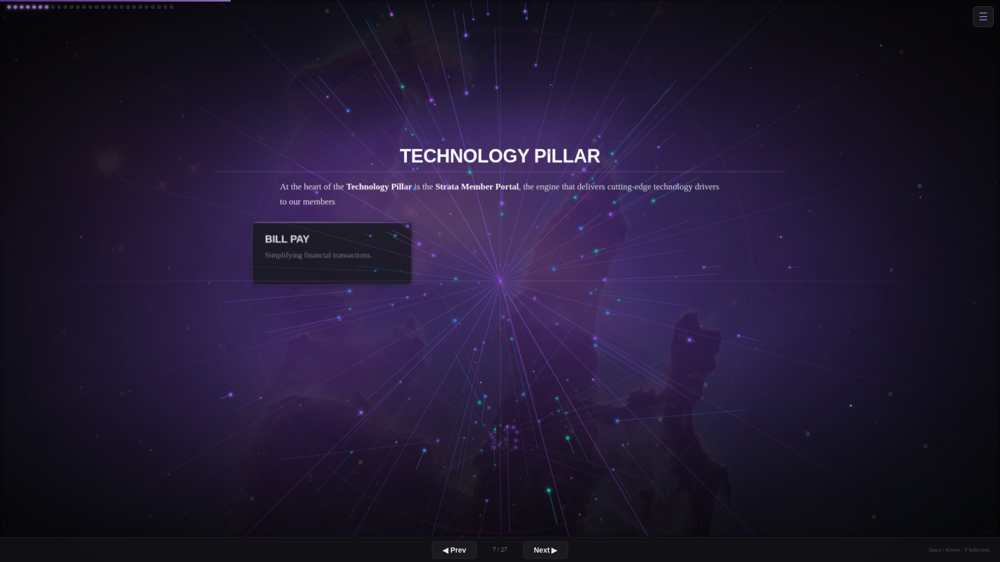 TECHNOLOGY PILLAR
At the heart of the Technology Pillar is the Strata Member Portal, the engine that delivers cutting-edge technology drivers
to our members
BILL PAY
Simplifying financial transactions.
◀ Prev
7 / 27
Next ▶
Space / Arrows · F fullscreen